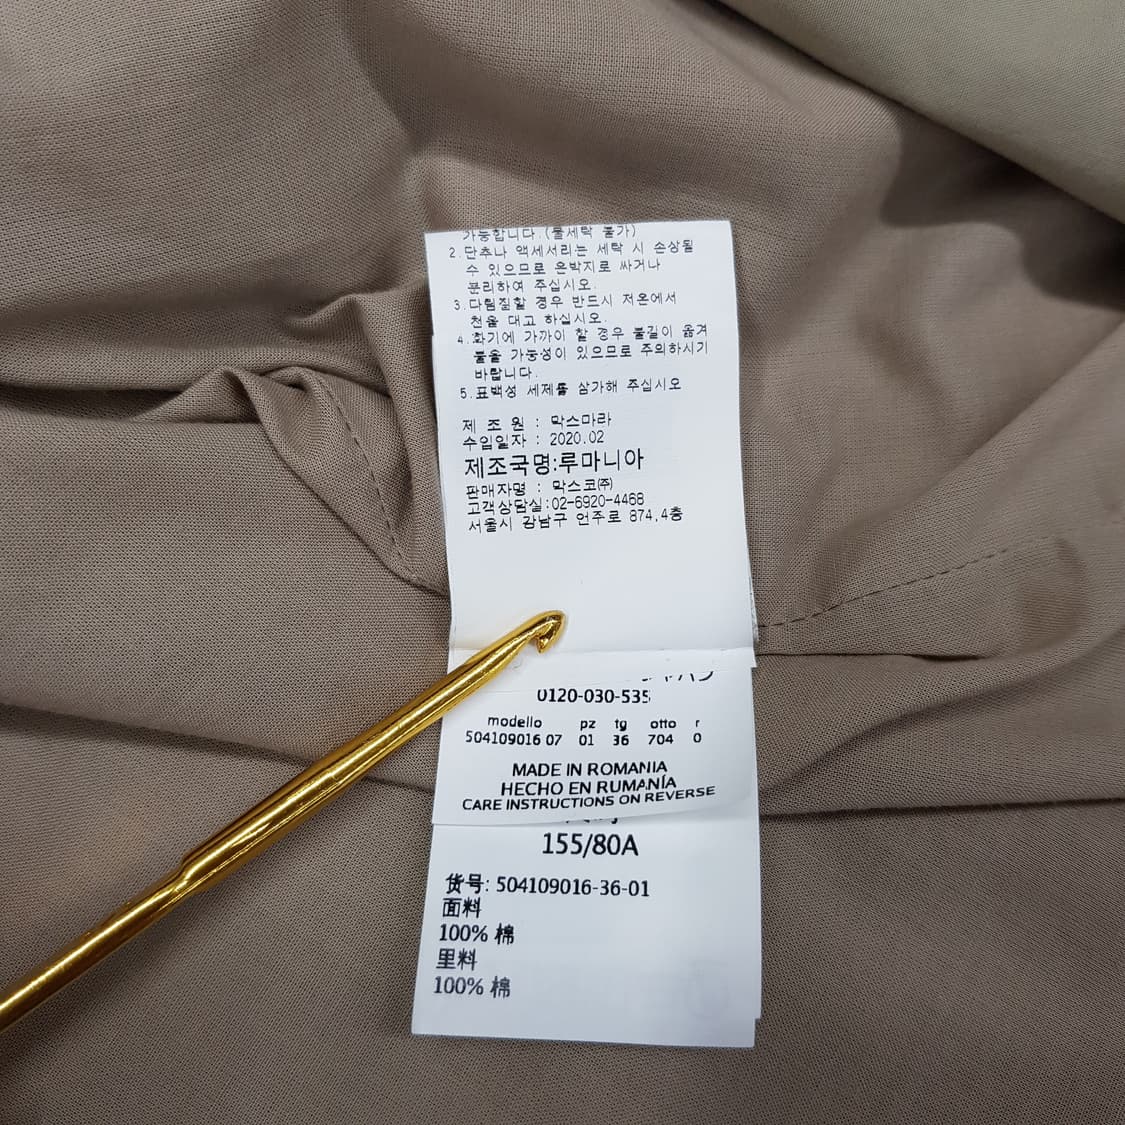 가능합니다.(물세탁 불가)
2.단추나 액세서리는 세탁 시 손상될
수 있으므로 은박지로 싸거나
분리하여 주십시오.
3.다림질할 경우 반드시 저온에서
천을 대고 하십시오.
4.화기에 가까이 할 경우 불길이 옮겨
붙을 가능성이 있으므로 주의하시기
바랍니다.
5.표백성 세제를 삼가해 주십시오
제 조 원 : 막스마라
수입일자 : 2020.02
제조국명:루마니아
판매자명 : 막스코(주)
고객상담실:02-6920-4468
서울시 강남구 언주로 874,4층
0120-030-535
modello pz tg otto r
504109016 07 01 36 704 0
MADE IN ROMANIA
HECHO EN RUMANÍA
CARE INSTRUCTIONS ON REVERSE
155/80A
货号: 504109016-36-01
面料
100% 棉
里料
100% 棉